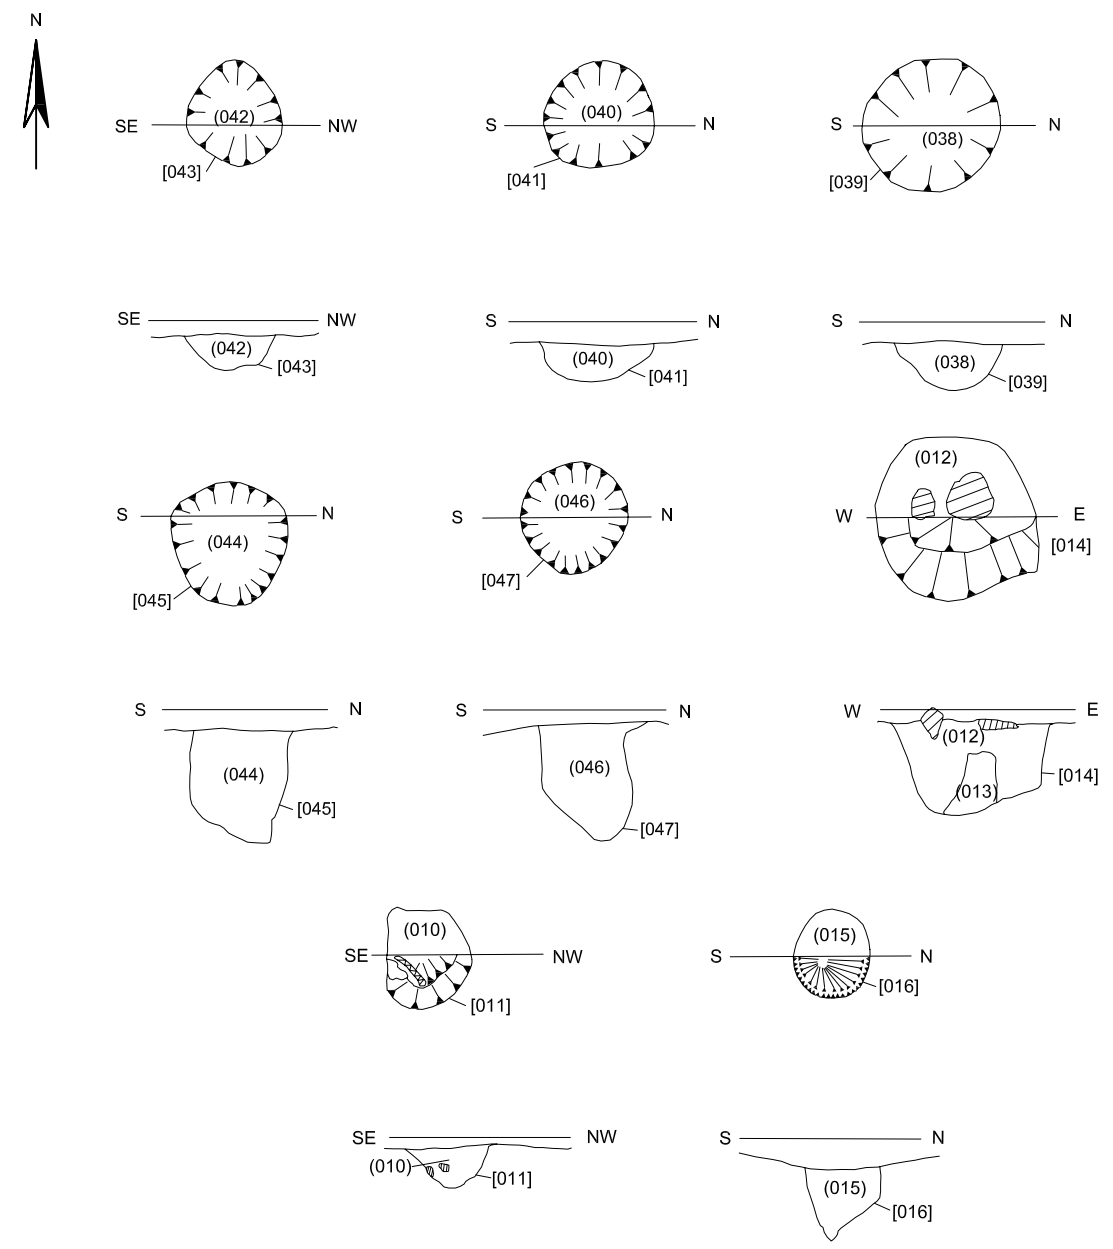 N
SE (042) NW
[043]
S (040) N
[041]
S (038) N
[039]
SE NW
(042)
[043]
S N
(040)
[041]
S N
(038)
[039]
S N
(044)
[045]
S (046) N
[047]
(012)
W E
[014]
S N
(044)
[045]
S N
(046)
[047]
W E
(012)
[014]
(013)
(010)
SE NW
[011]
(015)
S N
[016]
SE NW
(010)
[011]
S N
(015)
[016]